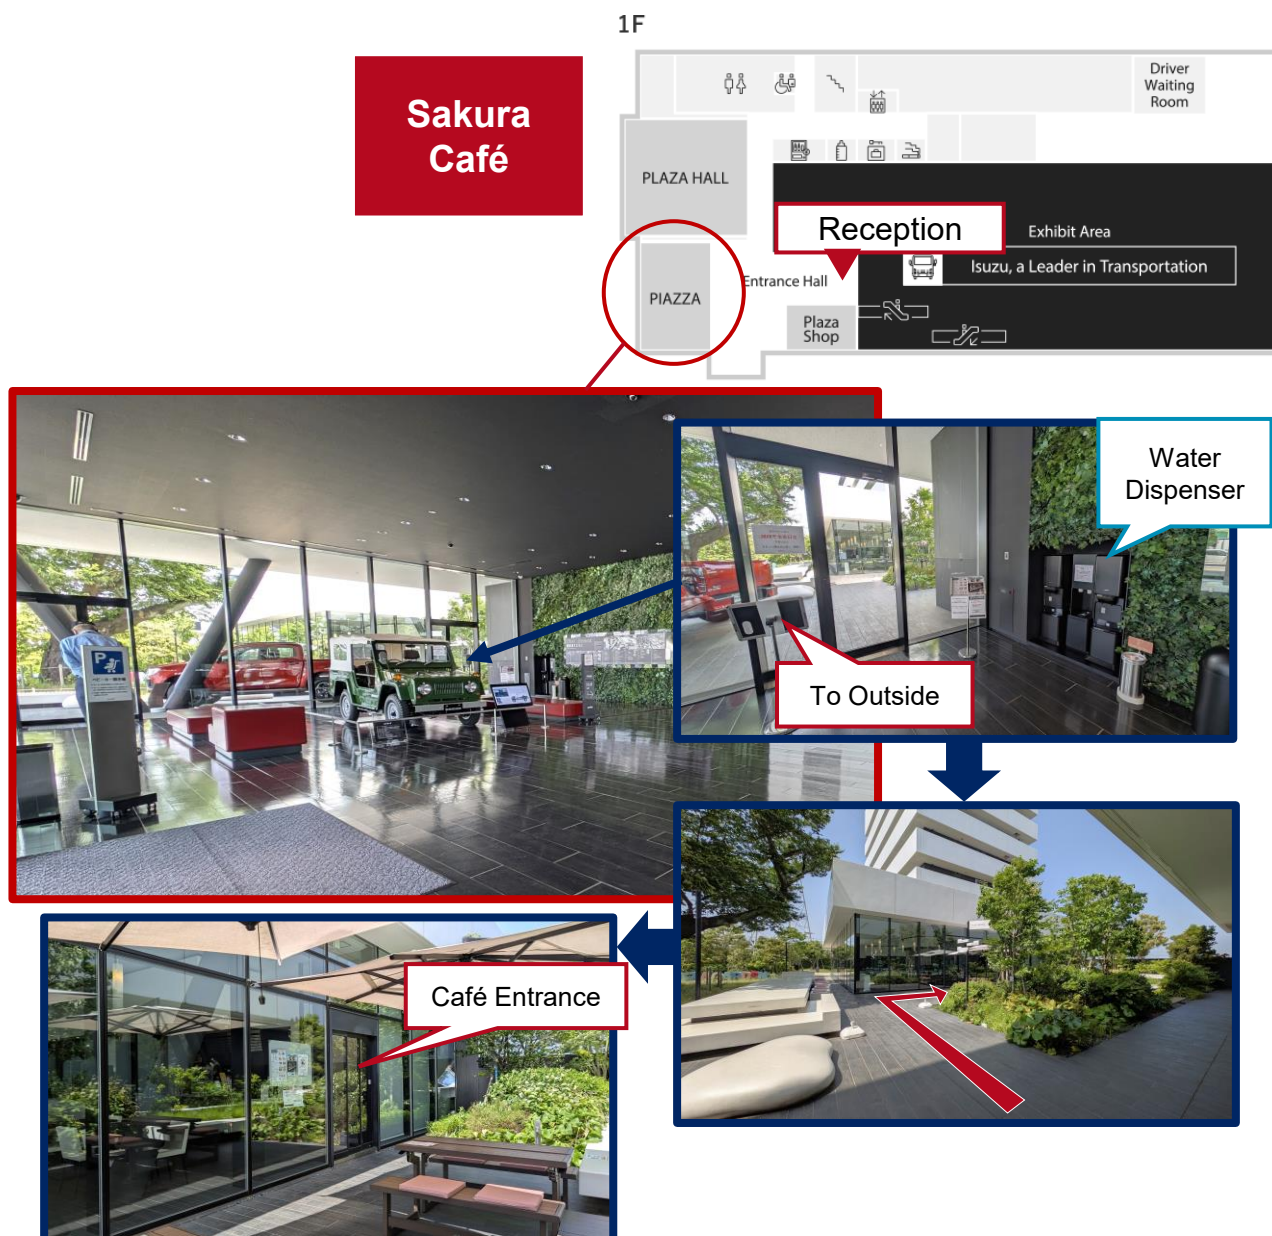 1F
Sakura
Café
Driver
Waiting
Room
PLAZA HALL
Reception
Exhibit Area
Isuzu, a Leader in Transportation
Entrance Hall
PIAZZA
Plaza
Shop
Water
Dispenser
To Outside
P
Café Entrance